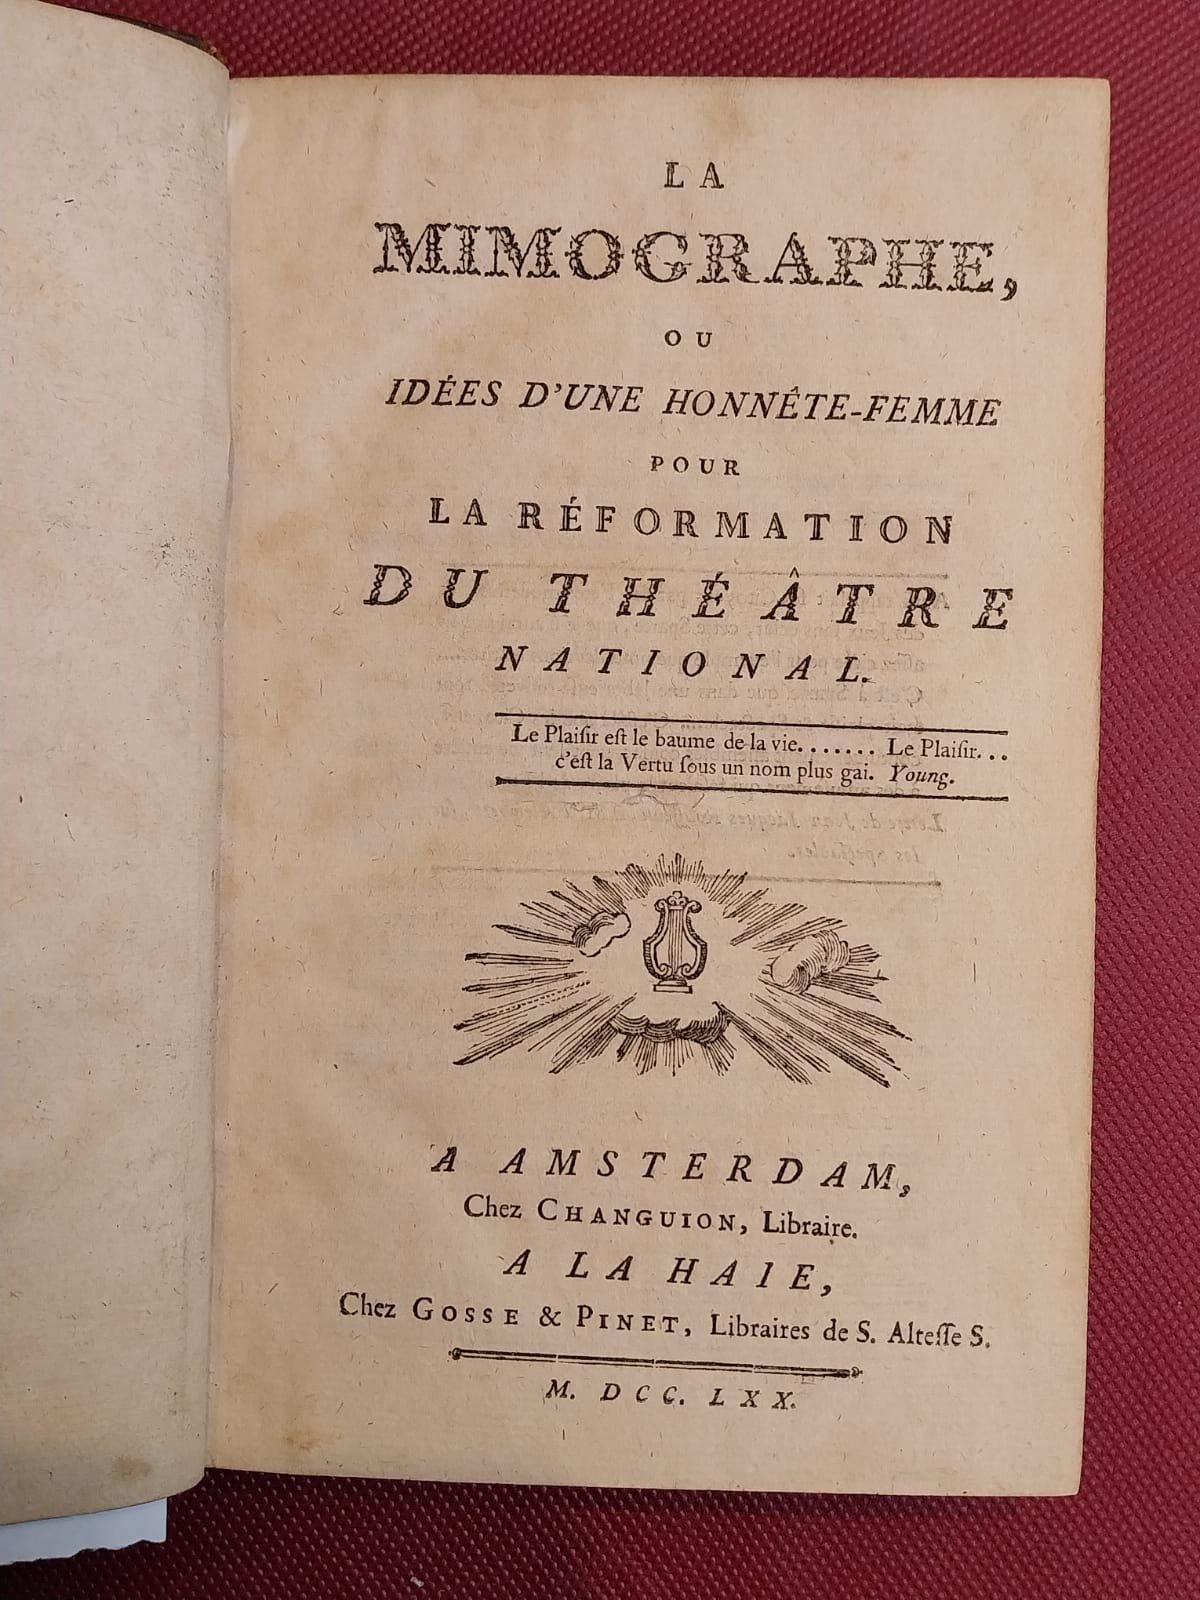 LA
MIMOGRAPHE,
OU
IDÉES D'UNE HONNÊTE-FEMME
POUR
LA RÉFORMATION
DU THÉÂTRE
NATIONAL.
Le Plaiſir eſt le baume de la vie....... Le Plaiſir...
c'eſt la Vertu ſous un nom plus gai. Young.
A AMSTERDAM,
Chez CHANGUION, Libraire.
A LA HAIE,
Chez GOSSE & PINET, Libraires de S. Alteſſe S.
M. DCC. LXX.